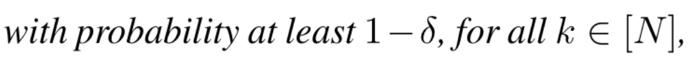 with probability at least 1 − δ, for all k ∈ [N],